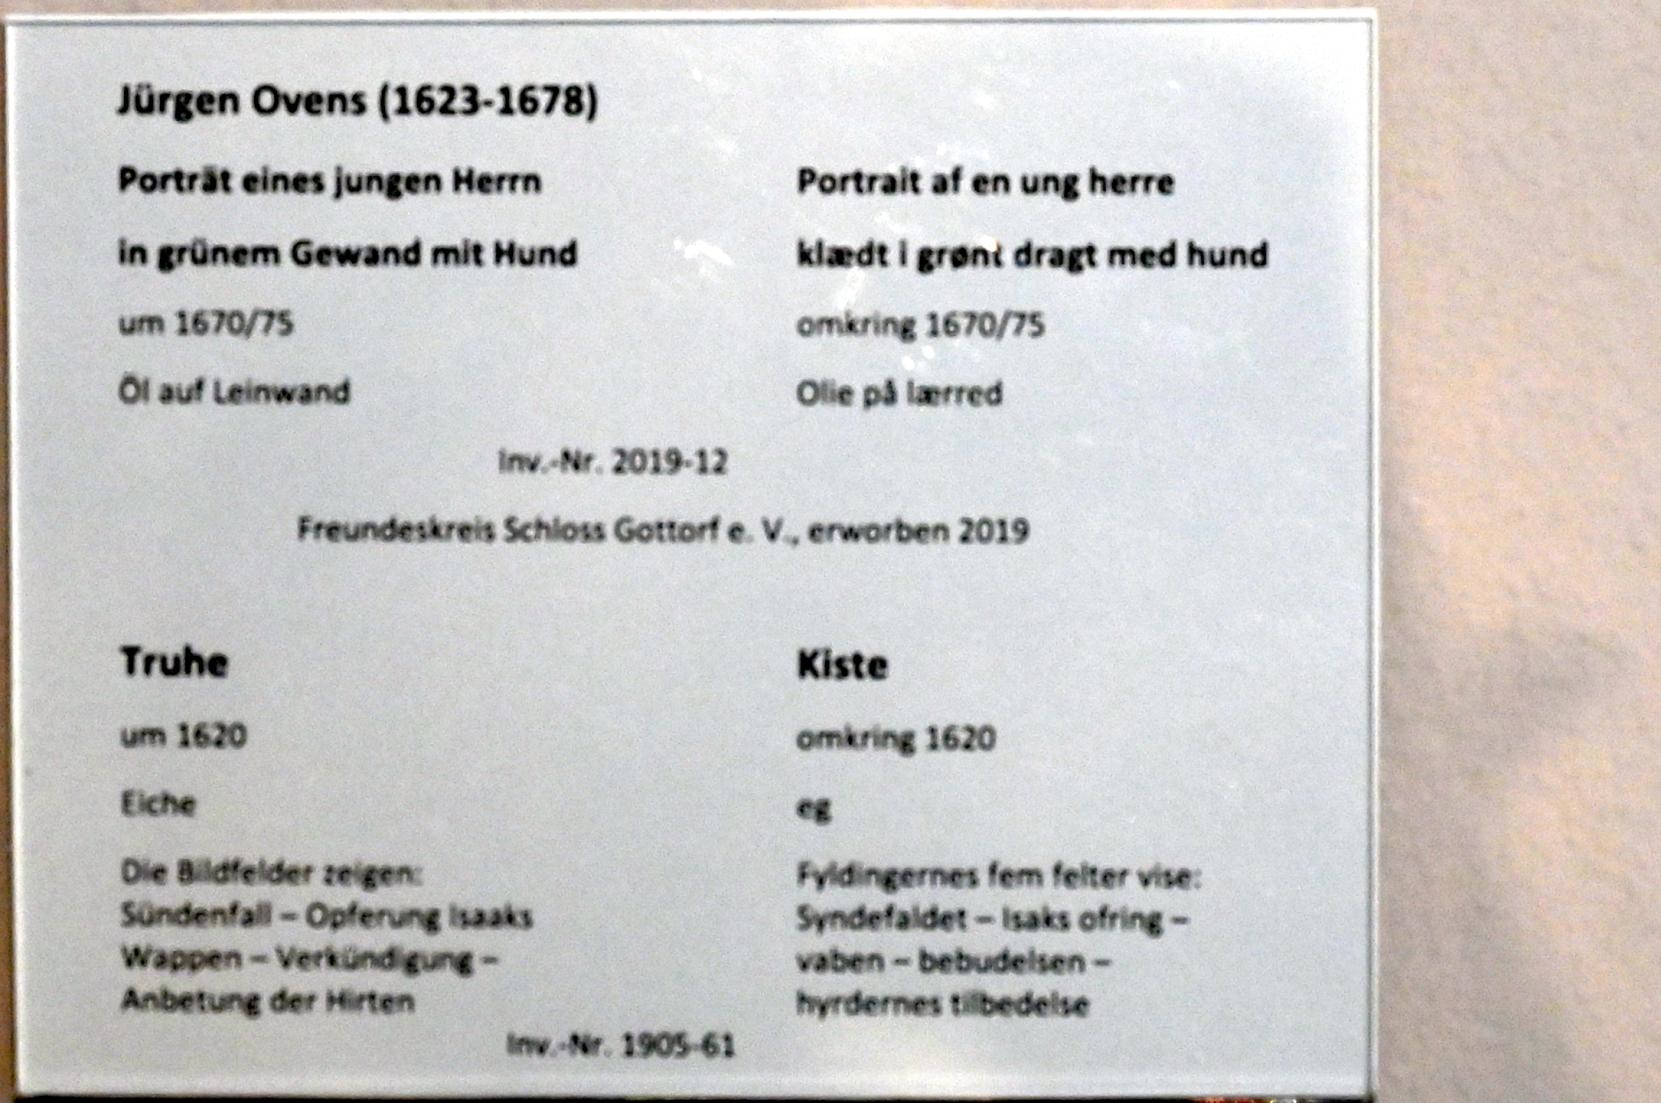 Jürgen Ovens (1623-1678)
Porträt eines jungen Herrn
in grünem Gewand mit Hund
um 1670/75
Öl auf Leinwand
Portrait af en ung herre
klædt i grønt dragt med hund
omkring 1670/75
Olie på lærred
Inv.-Nr. 2019-12
Freundeskreis Schloss Gottorf e. V., erworben 2019
Truhe
um 1620
Eiche
Die Bildfelder zeigen:
Sündenfall – Opferung Isaaks
Wappen – Verkündigung –
Anbetung der Hirten
Kiste
omkring 1620
eg
Fyldingernes fem felter vise:
Syndefaldet – Isaks ofring –
vaben – bebudelsen –
hyrdernes tilbedelse
Inv.-Nr. 1905-61